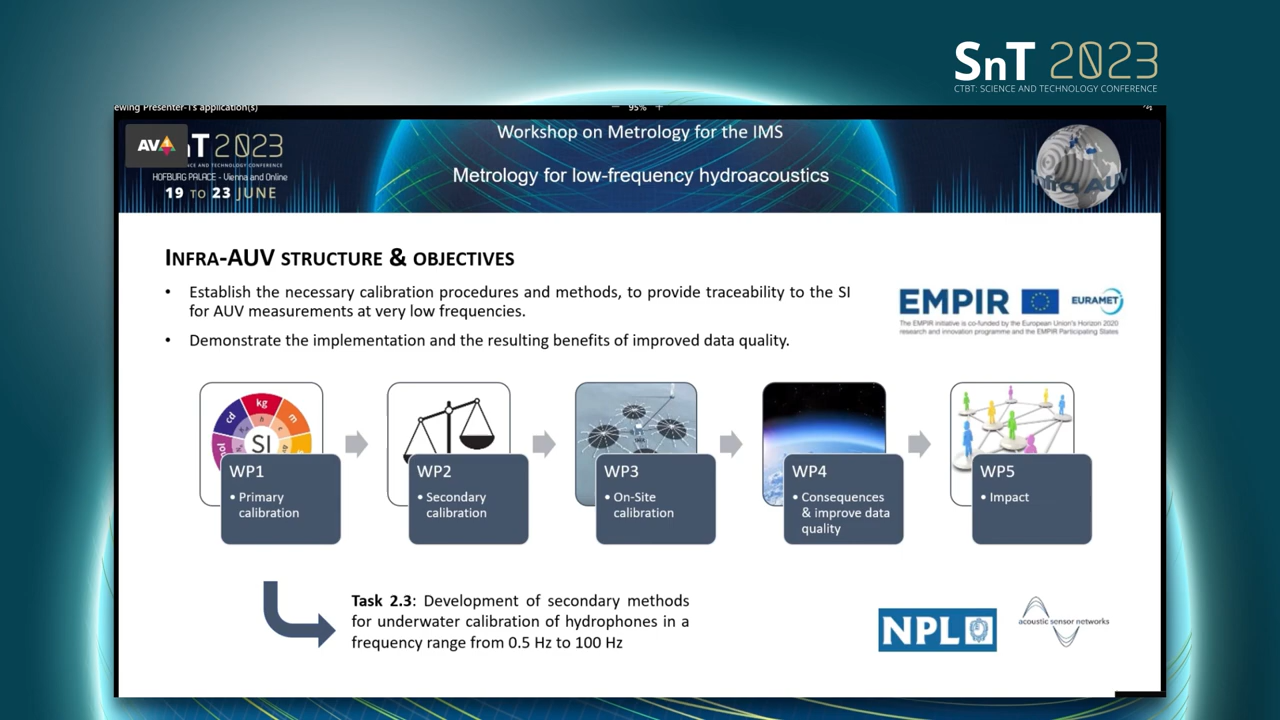 SnT 2023
CTBT: SCIENCE AND TECHNOLOGY CONFERENCE
ewing Presenter-1's application(s)
95%
AV
T 2023
SCIENCE AND TECHNOLOGY CONFERENCE
HOFBURG PALACE - Vienna and Online
19 TO 23 JUNE
Workshop on Metrology for the IMS
Metrology for low-frequency hydroacoustics
Infra AUV
INFRA-AUV STRUCTURE & OBJECTIVES
• Establish the necessary calibration procedures and methods, to provide traceability to the SI
for AUV measurements at very low frequencies.
• Demonstrate the implementation and the resulting benefits of improved data quality.
EMPIR
EURAMET
The EMPIR initiative is co-funded by the European Union's Horizon 2020
research and innovation programme and the EMPIR Participating States
cd kg m
SI
WP1
• Primary
calibration
WP2
• Secondary
calibration
WP3
• On-Site
calibration
WP4
• Consequences
& improve data
quality
WP5
• Impact
Task 2.3: Development of secondary methods
for underwater calibration of hydrophones in a
frequency range from 0.5 Hz to 100 Hz
NPL
acoustic sensor networks